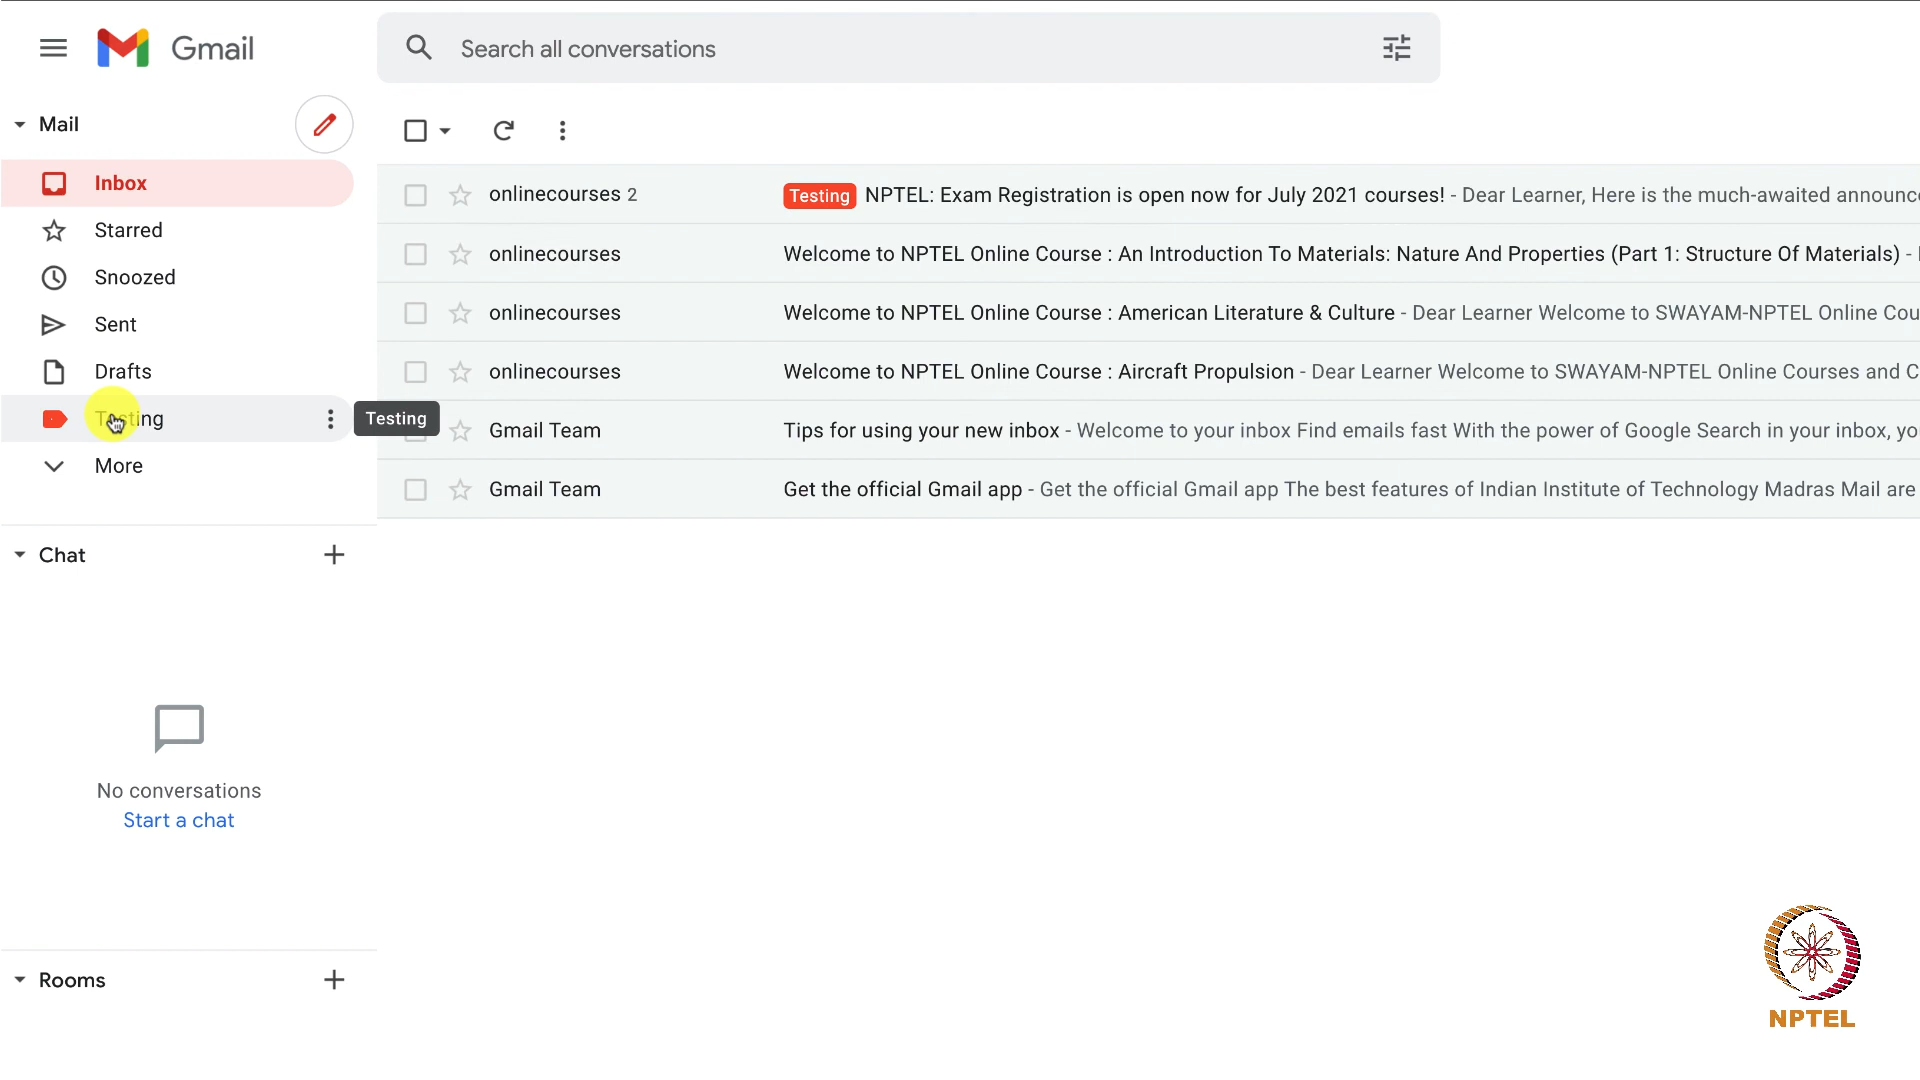 Gmail
Search all conversations
Mail
Inbox
Starred
Snoozed
Sent
Drafts
Testing
Testing
More
onlinecourses 2 Testing NPTEL: Exam Registration is open now for July 2021 courses! - Dear Learner, Here is the much-awaited announc
onlinecourses Welcome to NPTEL Online Course : An Introduction To Materials: Nature And Properties (Part 1: Structure Of Materials) -
onlinecourses Welcome to NPTEL Online Course : American Literature & Culture - Dear Learner Welcome to SWAYAM-NPTEL Online Cou
onlinecourses Welcome to NPTEL Online Course : Aircraft Propulsion - Dear Learner Welcome to SWAYAM-NPTEL Online Courses and C
Gmail Team Tips for using your new inbox - Welcome to your inbox Find emails fast With the power of Google Search in your inbox, yo
Gmail Team Get the official Gmail app - Get the official Gmail app The best features of Indian Institute of Technology Madras Mail are
Chat
No conversations
Start a chat
Rooms
NPTEL